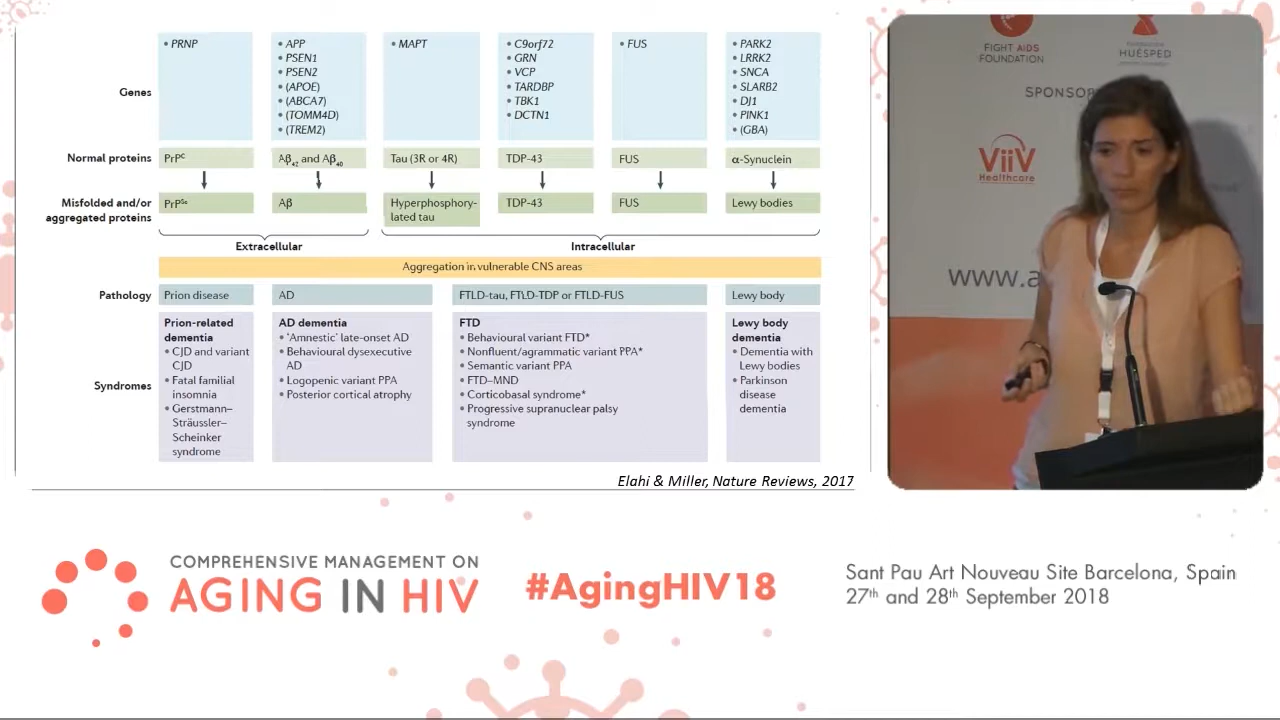 Genes
• PRNP
• APP
• PSEN1
• PSEN2
• (APOE)
• (ABCA7)
• (TOMM4D)
• (TREM2)
• MAPT
• C9orf72
• GRN
• VCP
• TARDBP
• TBK1
• DCTN1
• FUS
• PARK2
• LRRK2
• SNCA
• SLARB2
• DJ1
• PINK1
• (GBA)
Normal proteins
PrPᶜ
Aβ₄₂ and Aβ₄₀
Tau (3R or 4R)
TDP-43
FUS
α-Synuclein
Misfolded and/or
aggregated proteins
PrPˢᶜ
Aβ
Hyperphosphory-
lated tau
TDP-43
FUS
Lewy bodies
Extracellular
Intracellular
Aggregation in vulnerable CNS areas
Pathology
Prion disease
AD
FTLD-tau, FTLD-TDP or FTLD-FUS
Lewy body
Syndromes
Prion-related
dementia
• CJD and variant
CJD
• Fatal familial
insomnia
• Gerstmann–
Sträussler–
Scheinker
syndrome
AD dementia
• 'Amnestic' late-onset AD
• Behavioural dysexecutive
AD
• Logopenic variant PPA
• Posterior cortical atrophy
FTD
• Behavioural variant FTD*
• Nonfluent/agrammatic variant PPA*
• Semantic variant PPA
• FTD–MND
• Corticobasal syndrome*
• Progressive supranuclear palsy
syndrome
Lewy body
dementia
• Dementia with
Lewy bodies
• Parkinson
disease
dementia
Elahi & Miller, Nature Reviews, 2017
FIGHT AIDS
FOUNDATION
HUÉSPED
SPONSO
ViiV
Healthcare
www.a
COMPREHENSIVE MANAGEMENT ON
AGING IN HIV
#AgingHIV18
Sant Pau Art Nouveau Site Barcelona, Spain
27ᵗʰ and 28ᵗʰ September 2018